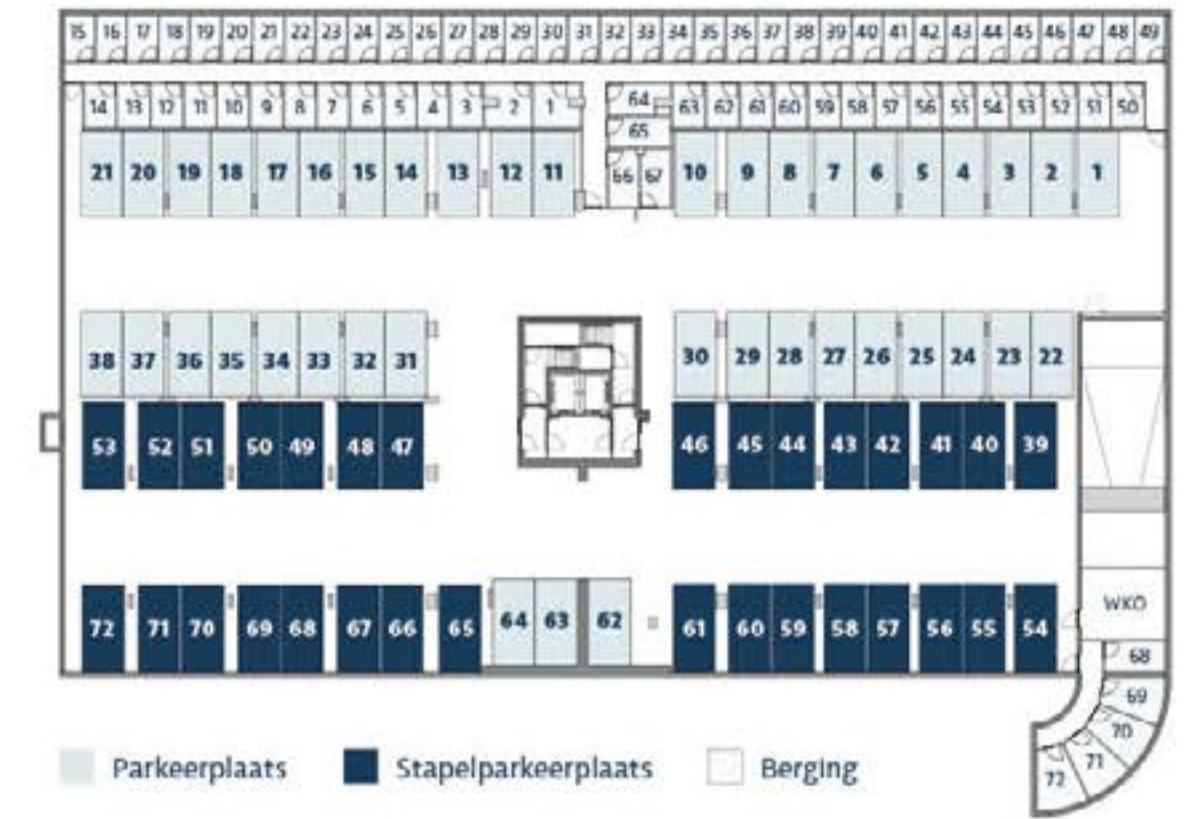 15 16 17 18 19 20 21 22 23 24 25 26 27 28 29 30 31 32 33 34 35 36 37 38 39 40 41 42 43 44 45 46 47 48 49
14 13 12 11 10 9 8 7 6 5 4 3 2 1 64 63 62 61 60 59 58 57 56 55 54 53 52 51 50
65
21 20 19 18 17 16 15 14 13 12 11 66 67 10 9 8 7 6 5 4 3 2 1
38 37 36 35 34 33 32 31 30 29 28 27 26 25 24 23 22
53 52 51 50 49 48 47 46 45 44 43 42 41 40 39
WKO
72 71 70 69 68 67 66 65 64 63 62 61 60 59 58 57 56 55 54
68
69
70
71
72
Parkeerplaats Stapelparkeerplaats Berging